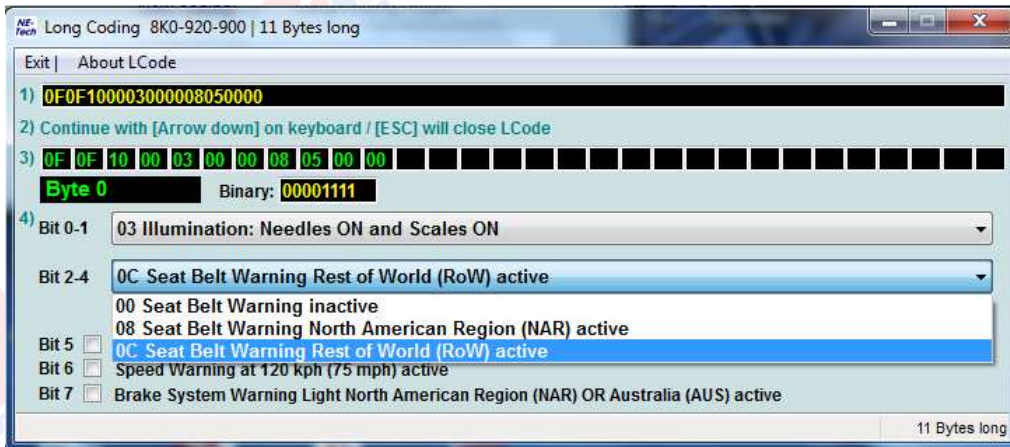 NE-Tech Long Coding 8K0-920-900 | 11 Bytes long
Exit | About LCode
1) 0F0F100003000008050000
2) Continue with [Arrow down] on keyboard / [ESC] will close LCode
3) 0F 0F 10 00 03 00 00 08 05 00 00
Byte 0 Binary: 00001111
4) Bit 0-1 03 Illumination: Needles ON and Scales ON
Bit 2-4 0C Seat Belt Warning Rest of World (RoW) active
00 Seat Belt Warning inactive
08 Seat Belt Warning North American Region (NAR) active
Bit 5 0C Seat Belt Warning Rest of World (RoW) active
Bit 6 Speed Warning at 120 kph (75 mph) active
Bit 7 Brake System Warning Light North American Region (NAR) OR Australia (AUS) active
11 Bytes long